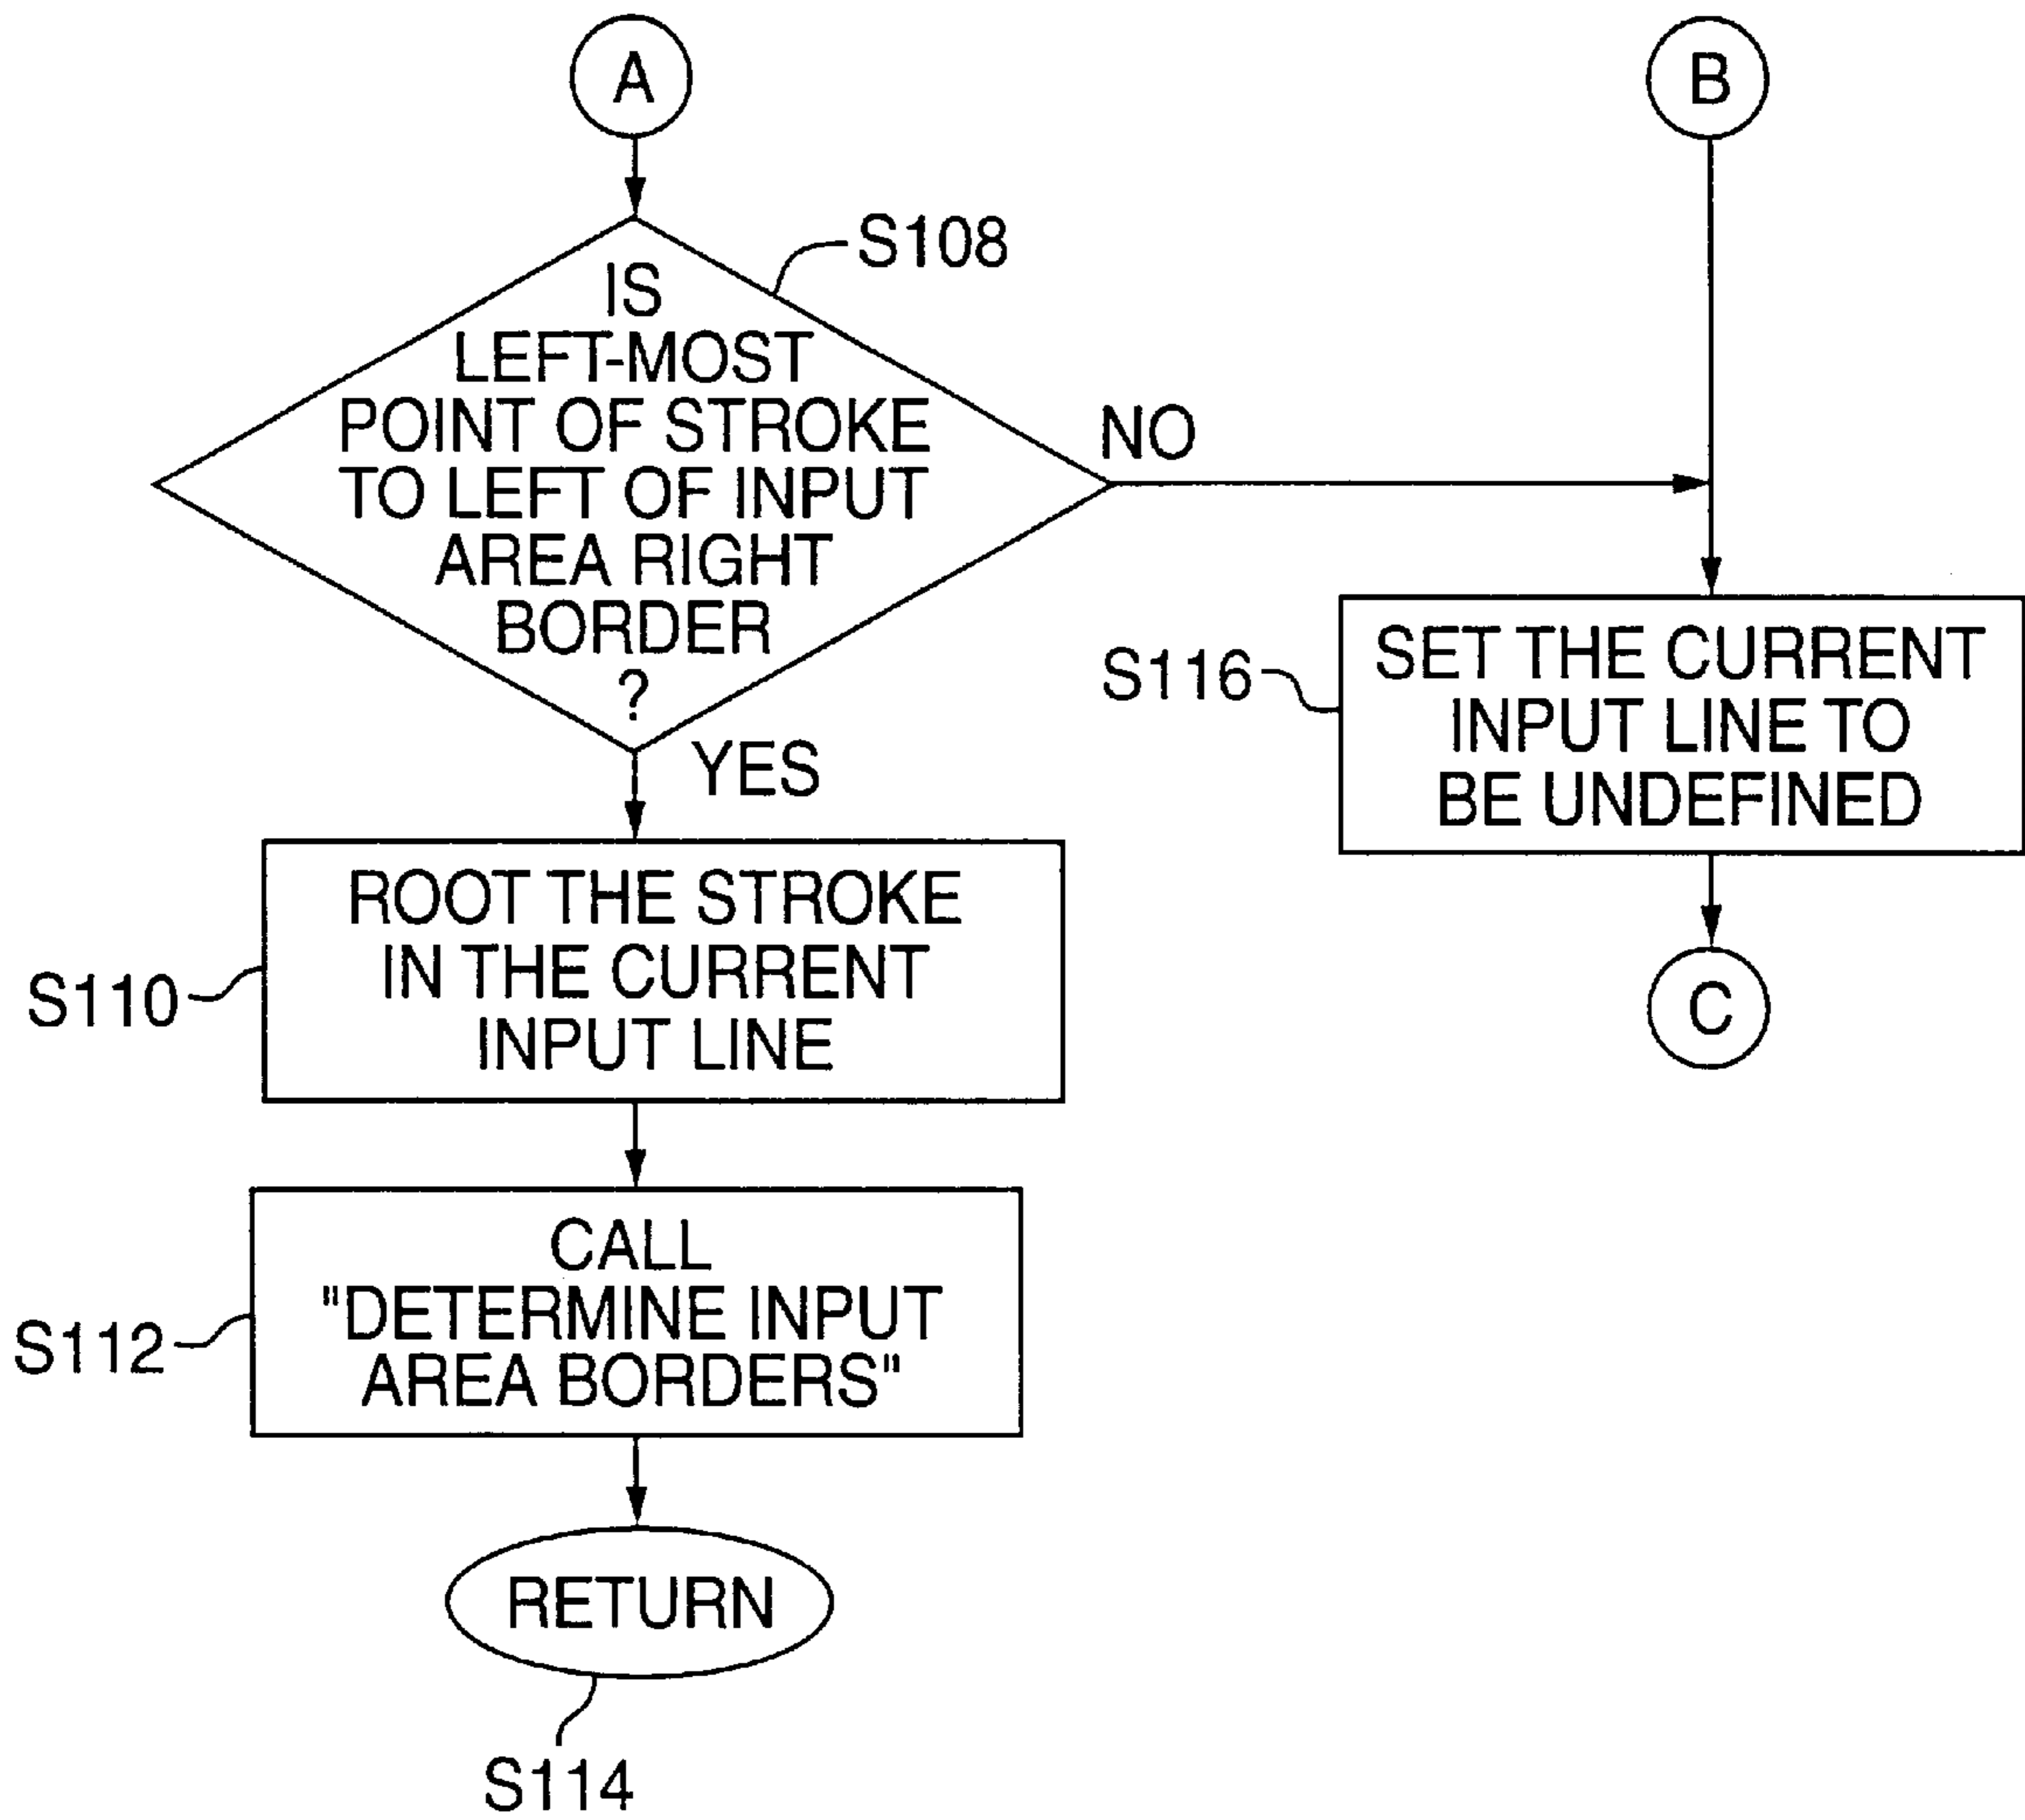 A
B
S108
IS
LEFT-MOST
POINT OF STROKE
TO LEFT OF INPUT
AREA RIGHT
BORDER
?
NO
YES
S116
SET THE CURRENT
INPUT LINE TO
BE UNDEFINED
C
S110
ROOT THE STROKE
IN THE CURRENT
INPUT LINE
S112
CALL
"DETERMINE INPUT
AREA BORDERS"
RETURN
S114